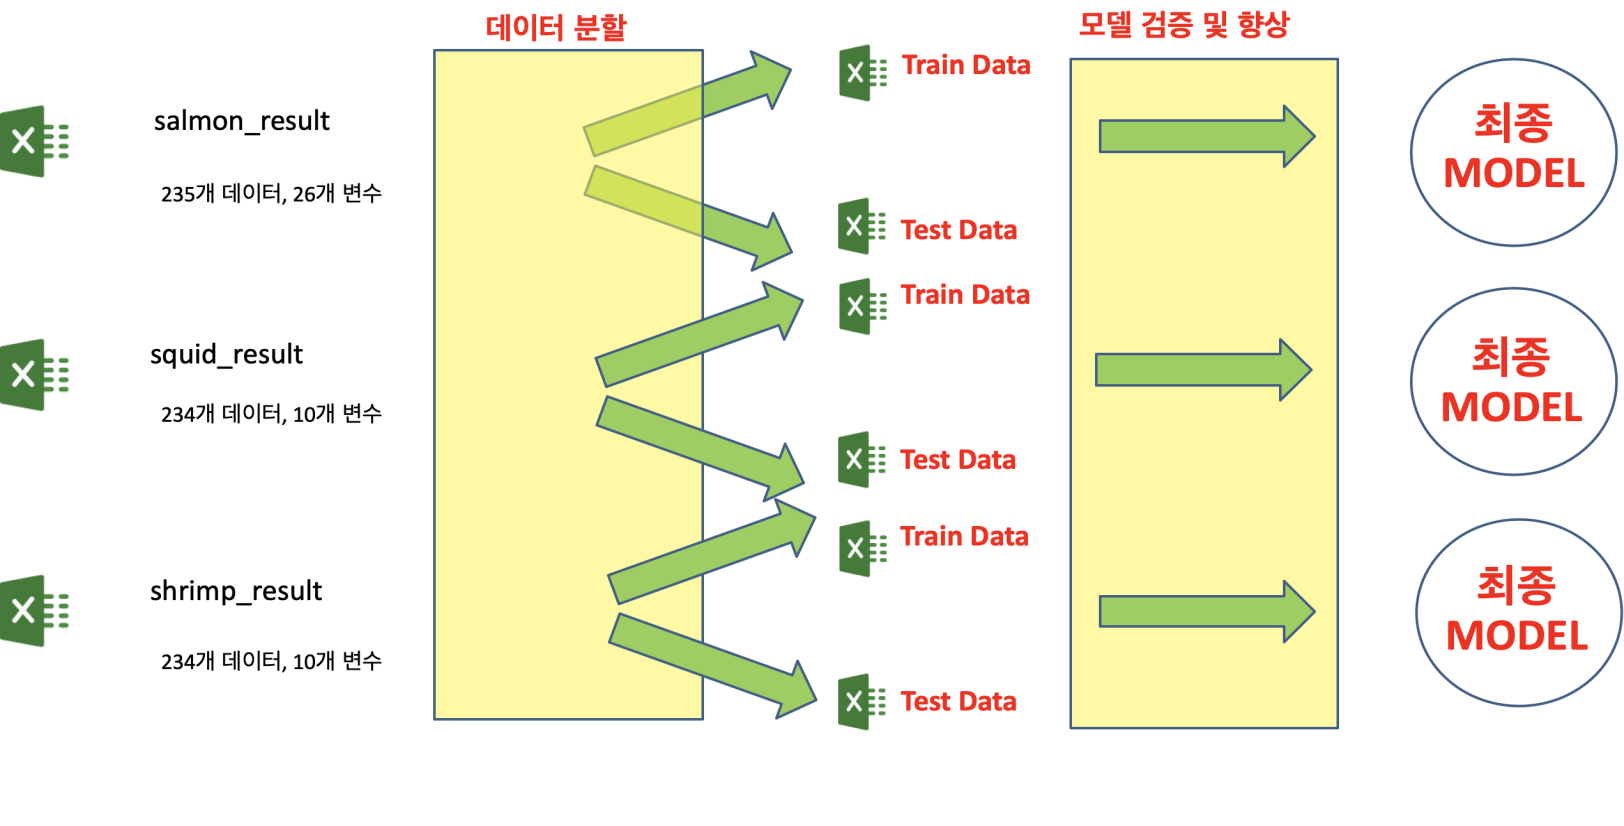 데이터 분할
모델 검증 및 향상
salmon_result
235개 데이터, 26개 변수
Train Data
Test Data
최종
MODEL
squid_result
234개 데이터, 10개 변수
Train Data
Test Data
최종
MODEL
shrimp_result
234개 데이터, 10개 변수
Train Data
Test Data
최종
MODEL